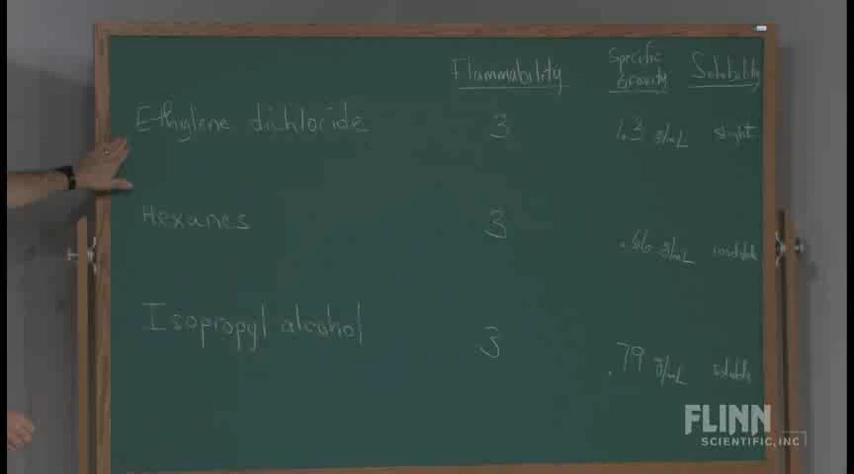 Flammability Specific Gravity Solubility
Ethylene dichloride 3 1.3 g/mL slight
Hexanes 3 .66 g/mL insoluble
Isopropyl alcohol 3 .79 g/mL soluble
FLINN
SCIENTIFIC, INC